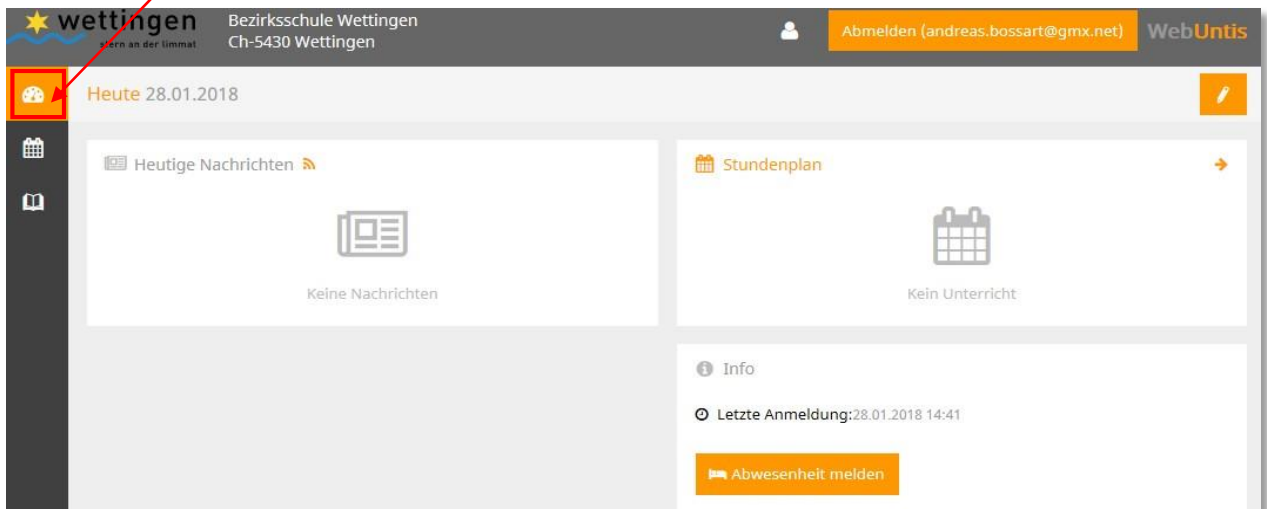 wettingen
stern an der limmat
Bezirksschule Wettingen
Ch-5430 Wettingen
Abmelden (andreas.bossart@gmx.net)
WebUntis
Heute 28.01.2018
Heutige Nachrichten
Keine Nachrichten
Stundenplan
Kein Unterricht
Info
Letzte Anmeldung:28.01.2018 14:41
Abwesenheit melden